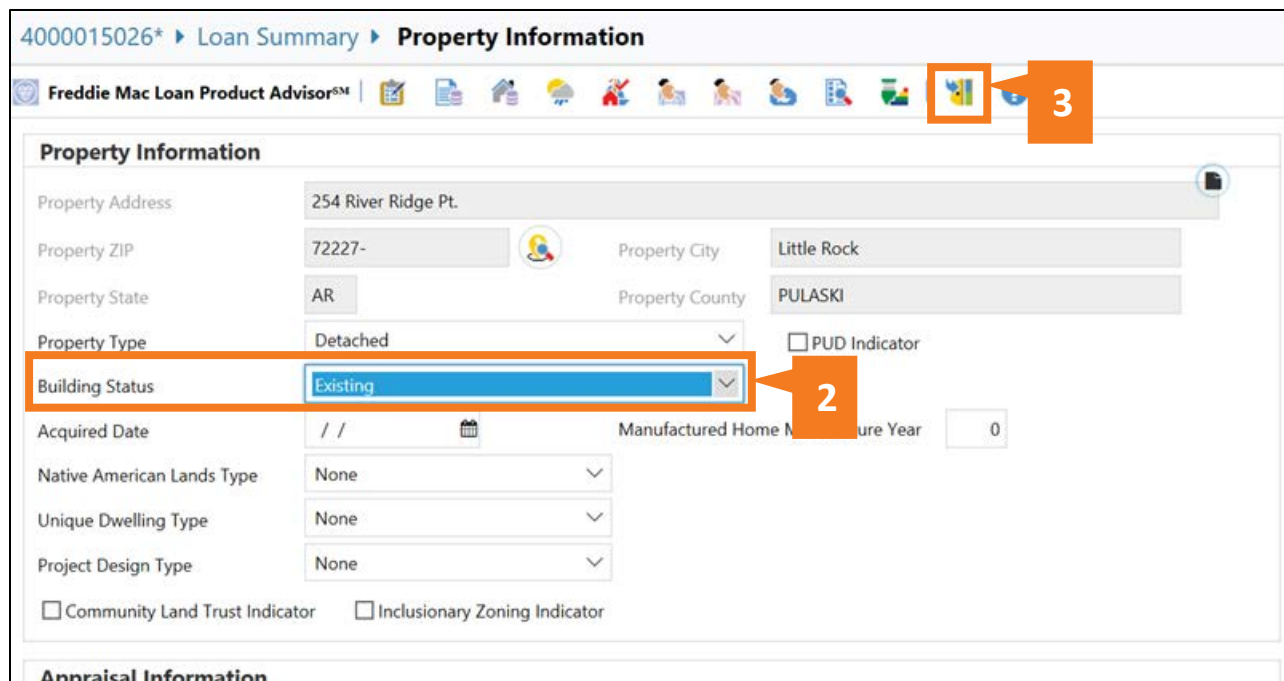 4000015026* ▸ Loan Summary ▸ Property Information
Freddie Mac Loan Product Advisor℠
3
Property Information
Property Address 254 River Ridge Pt.
Property ZIP 72227- Property City Little Rock
Property State AR Property County PULASKI
Property Type Detached PUD Indicator
Building Status Existing
2
Acquired Date / / Manufactured Home ure Year 0
Native American Lands Type None
Unique Dwelling Type None
Project Design Type None
Community Land Trust Indicator Inclusionary Zoning Indicator
Appraisal Information